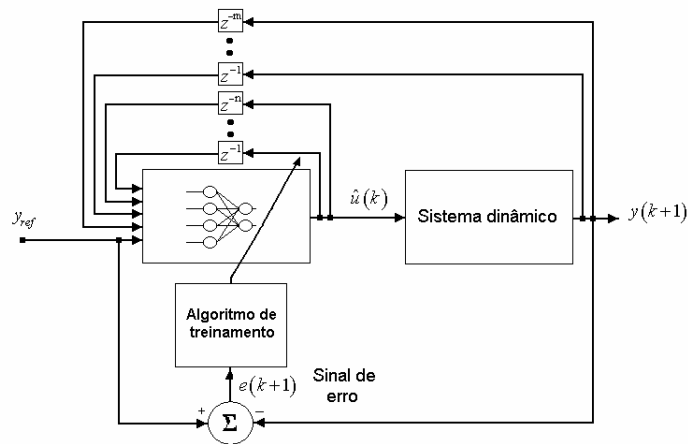 z⁻ᵐ
z⁻¹
z⁻ⁿ
z⁻¹
y_ref
û(k)
Sistema dinâmico
y(k+1)
Algoritmo de
treinamento
e(k+1)
Sinal de
erro
+
Σ
−